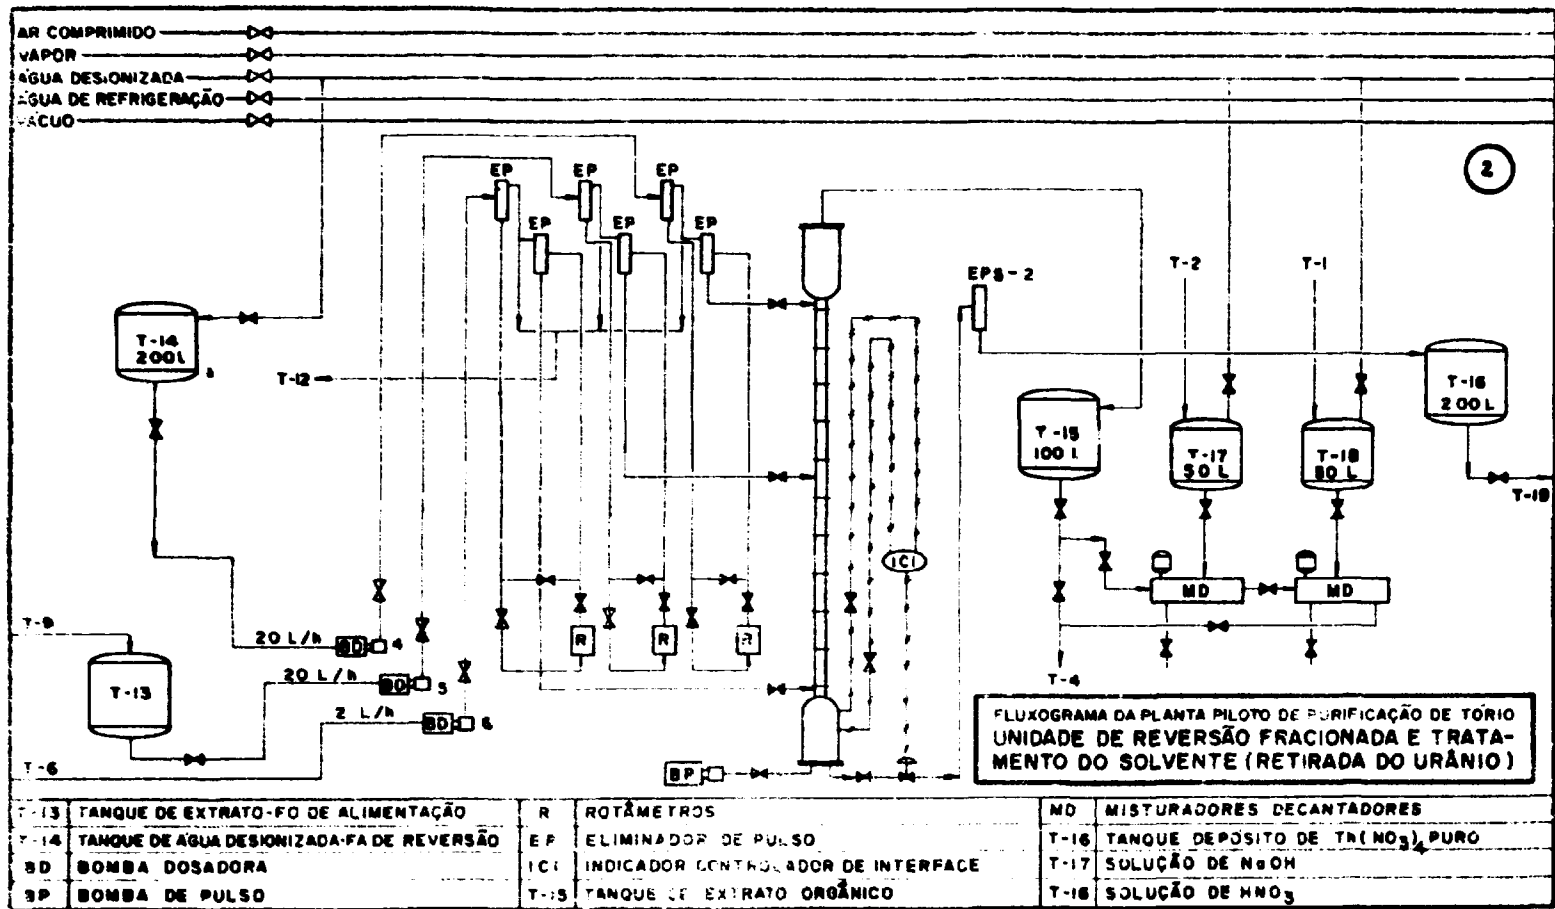 AR COMPRIMIDO
VAPOR
AGUA DESIONIZADA
AGUA DE REFRIGERAÇÃO
VÁCUO
2
EP
EP
EP
EP
EP
EP
EPS-2
T-2
T-1
T-14
200L
T-12
T-16
200L
T-15
100 L
T-17
50 L
T-18
50 L
T-19
ICI
MD
MD
T-9
20 L/h
BD
4
R
R
R
T-13
20 L/h
BD
5
T-4
2 L/h
BD
6
T-6
BP
FLUXOGRAMA DA PLANTA PILOTO DE PURIFICAÇÃO DE TÓRIO
UNIDADE DE REVERSÃO FRACIONADA E TRATA-
MENTO DO SOLVENTE (RETIRADA DO URÂNIO)
T-13 TANQUE DE EXTRATO-FO DE ALIMENTAÇÃO
T-14 TANQUE DE AGUA DESIONIZADA-FA DE REVERSÃO
BD BOMBA DOSADORA
BP BOMBA DE PULSO
R ROTÂMETROS
EP ELIMINADOR DE PULSO
ICI INDICADOR CONTROLADOR DE INTERFACE
T-15 TANQUE DE EXTRATO ORGÂNICO
MD MISTURADORES DECANTADORES
T-16 TANQUE DEPÓSITO DE Th(NO3)4 PURO
T-17 SOLUÇÃO DE NaOH
T-18 SOLUÇÃO DE HNO3